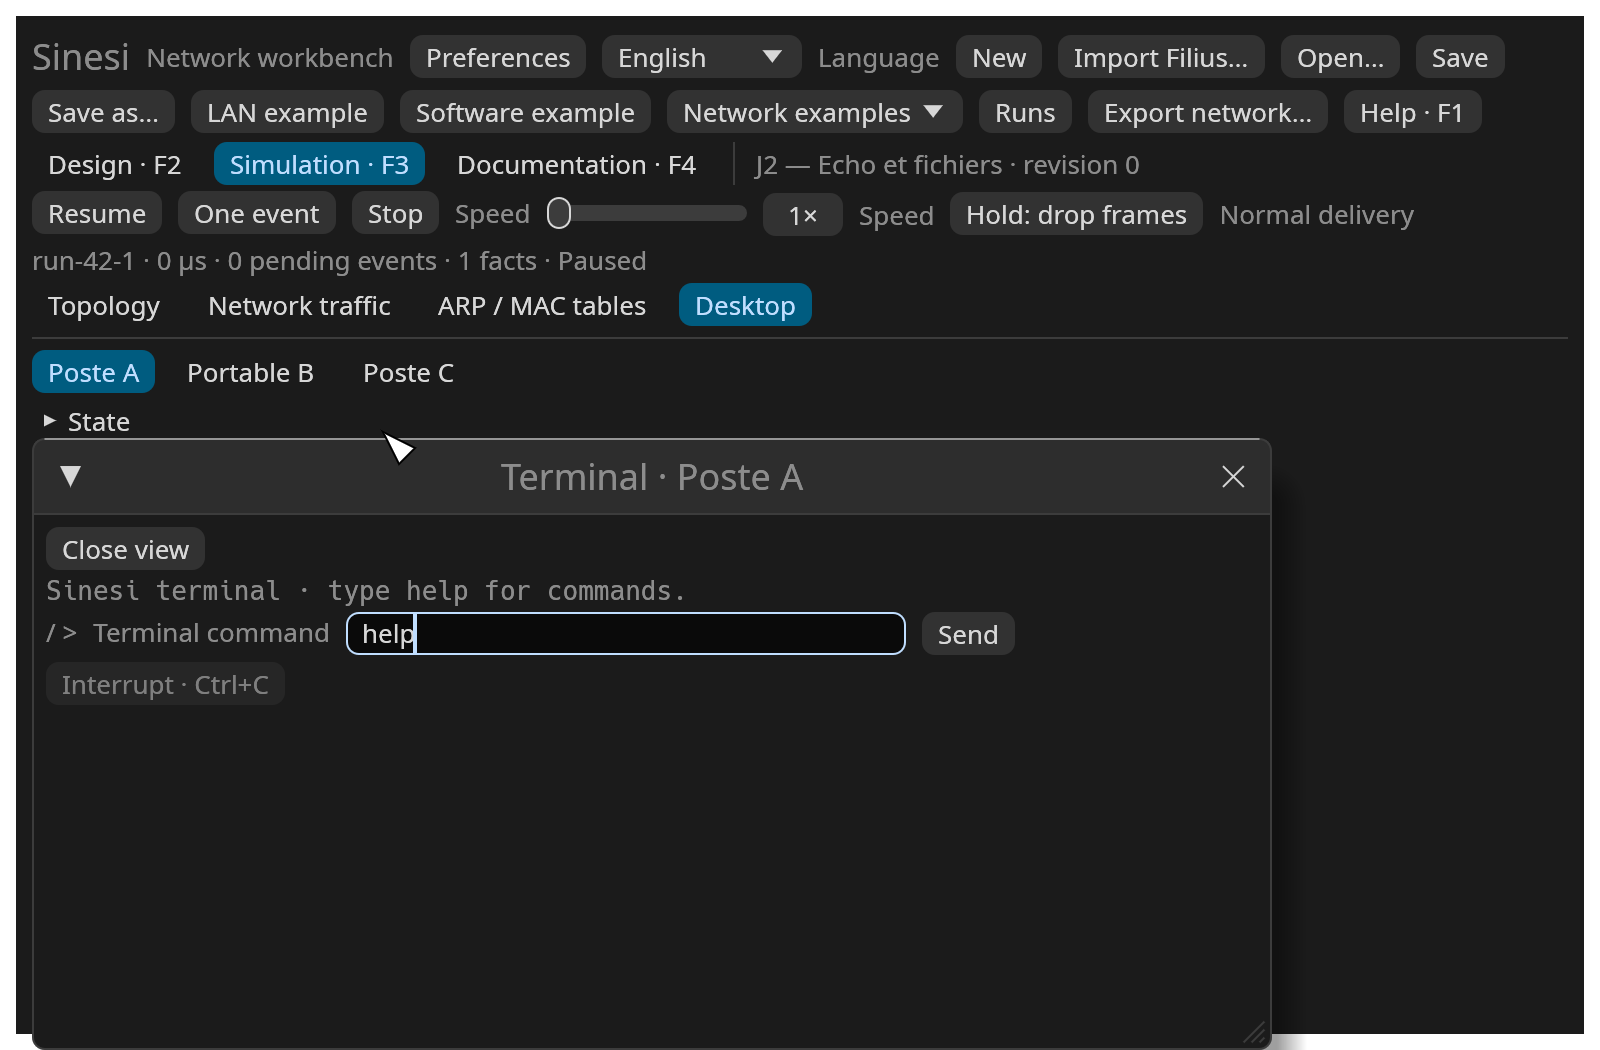 Sinesi Network workbench Preferences English Language New Import Filius... Open... Save
Save as... LAN example Software example Network examples Runs Export network... Help · F1
Design · F2 Simulation · F3 Documentation · F4 J2 — Echo et fichiers · revision 0
Resume One event Stop Speed 1× Speed Hold: drop frames Normal delivery
run-42-1 · 0 µs · 0 pending events · 1 facts · Paused
Topology Network traffic ARP / MAC tables Desktop
Poste A Portable B Poste C
State
Terminal · Poste A
Close view
Sinesi terminal · type help for commands.
/> Terminal command help Send
Interrupt · Ctrl+C